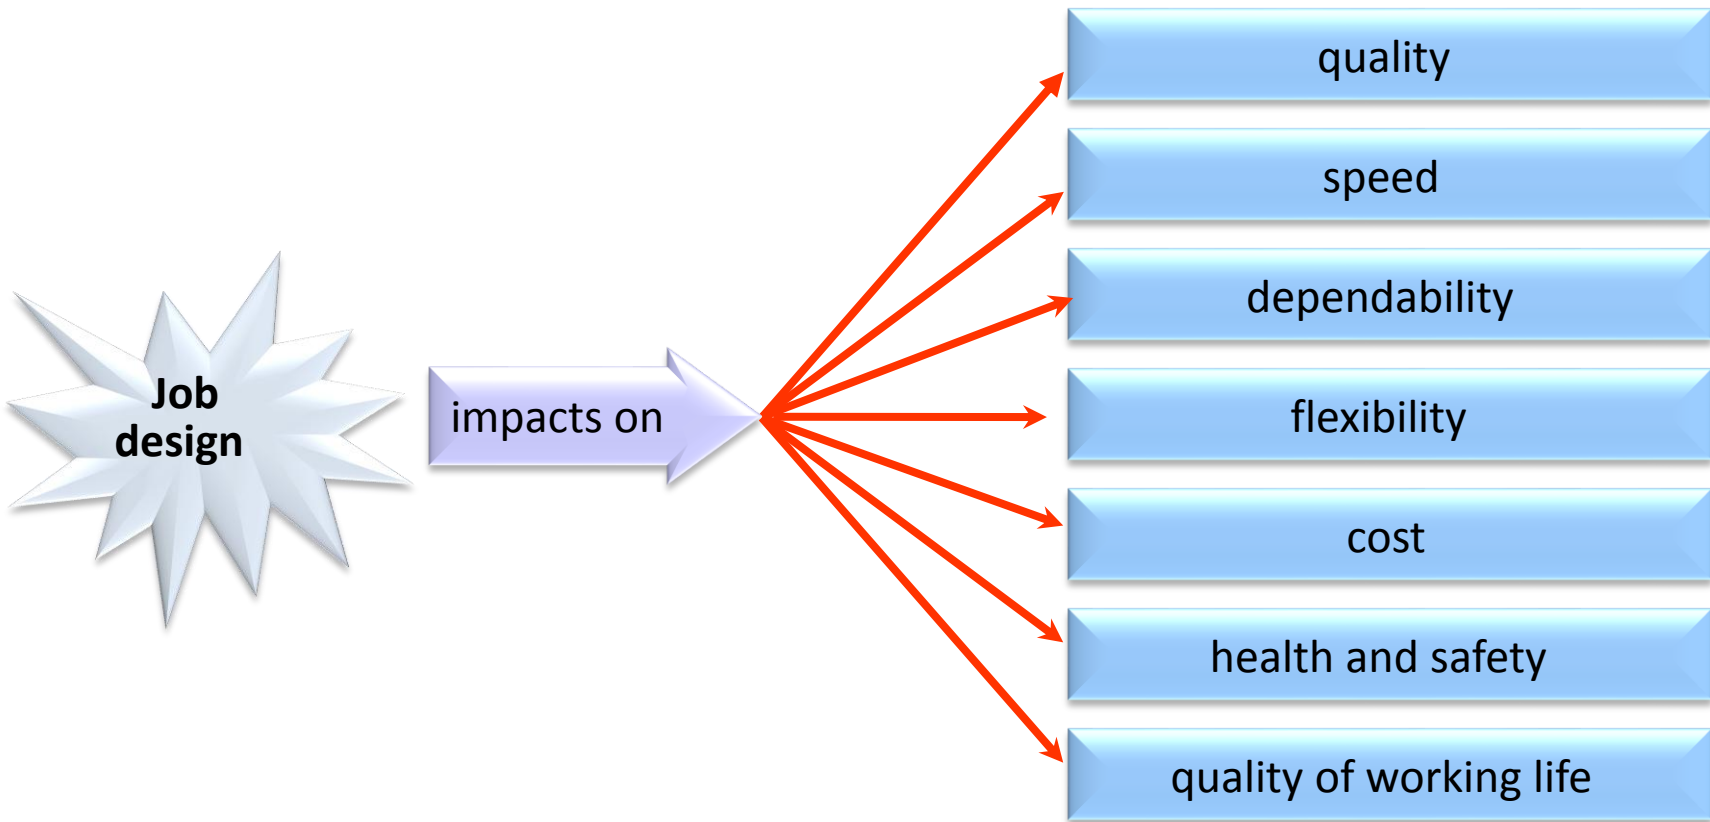 Job
design
impacts on
quality
speed
dependability
flexibility
cost
health and safety
quality of working life